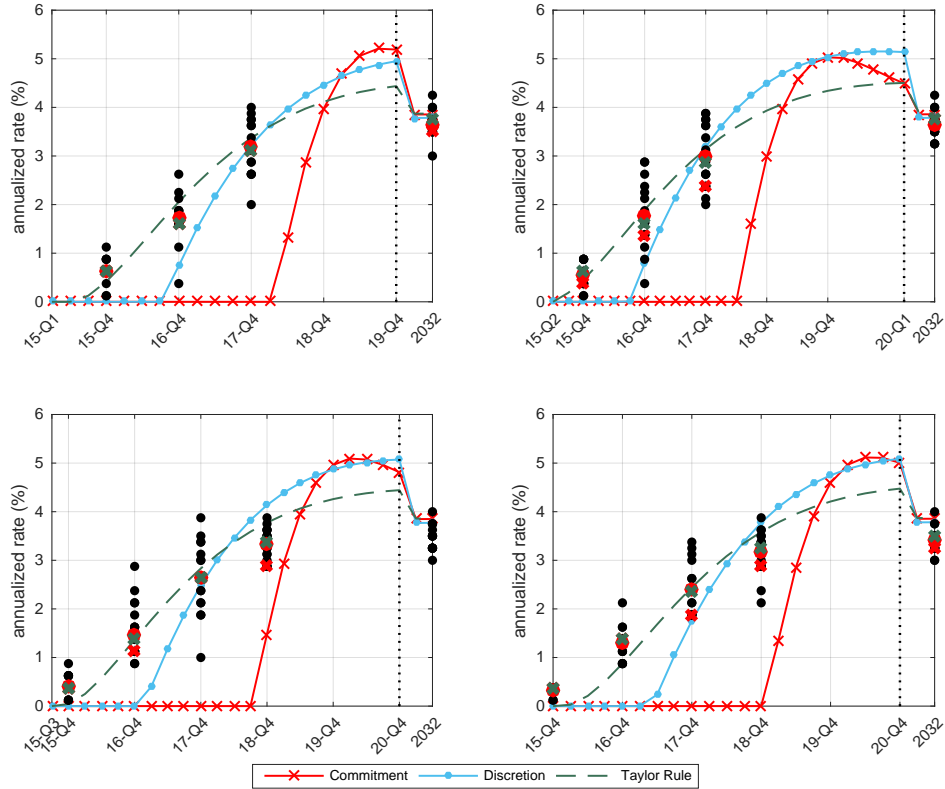 6
5
4
3
2
1
0
annualized rate (%)
15-Q1
15-Q4
16-Q4
17-Q4
18-Q4
19-Q4
2032
6
5
4
3
2
1
0
annualized rate (%)
15-Q2
15-Q4
16-Q4
17-Q4
18-Q4
20-Q1
2032
6
5
4
3
2
1
0
annualized rate (%)
15-Q3
15-Q4
16-Q4
17-Q4
18-Q4
19-Q4
20-Q4
2032
6
5
4
3
2
1
0
annualized rate (%)
15-Q4
16-Q4
17-Q4
18-Q4
19-Q4
20-Q4
2032
Commitment Discretion Taylor Rule